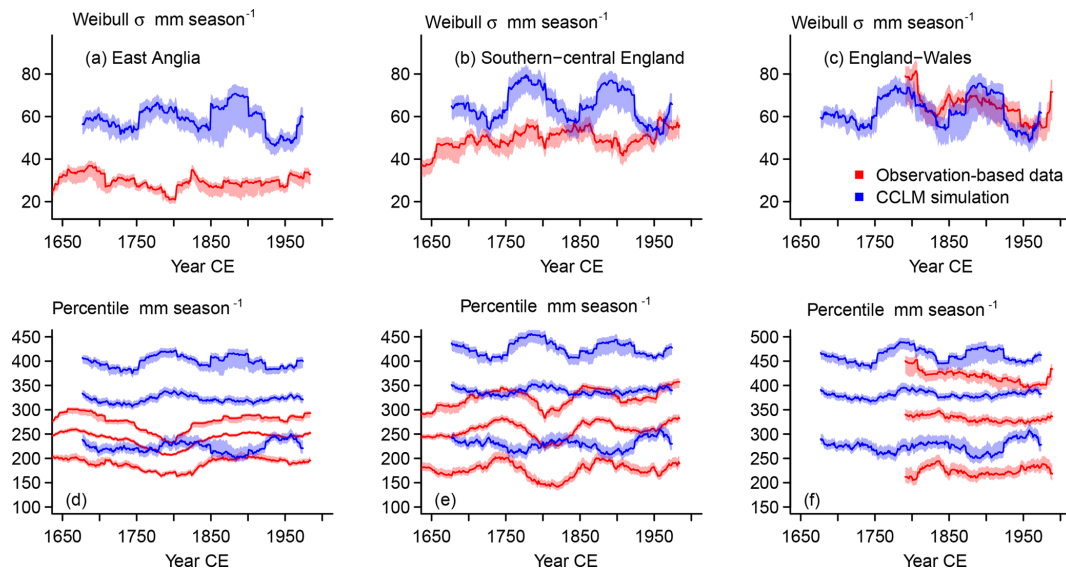 Weibull σ mm season⁻¹
(a) East Anglia
80
60
40
20
1650 1750 1850 1950
Year CE
Weibull σ mm season⁻¹
(b) Southern−central England
80
60
40
20
1650 1750 1850 1950
Year CE
Weibull σ mm season⁻¹
(c) England−Wales
80
60
40
20
Observation-based data
CCLM simulation
1650 1750 1850 1950
Year CE
Percentile mm season⁻¹
450
400
350
300
250
200
150
100
(d)
1650 1750 1850 1950
Year CE
Percentile mm season⁻¹
450
400
350
300
250
200
150
100
(e)
1650 1750 1850 1950
Year CE
Percentile mm season⁻¹
500
450
400
350
300
250
200
150
(f)
1650 1750 1850 1950
Year CE